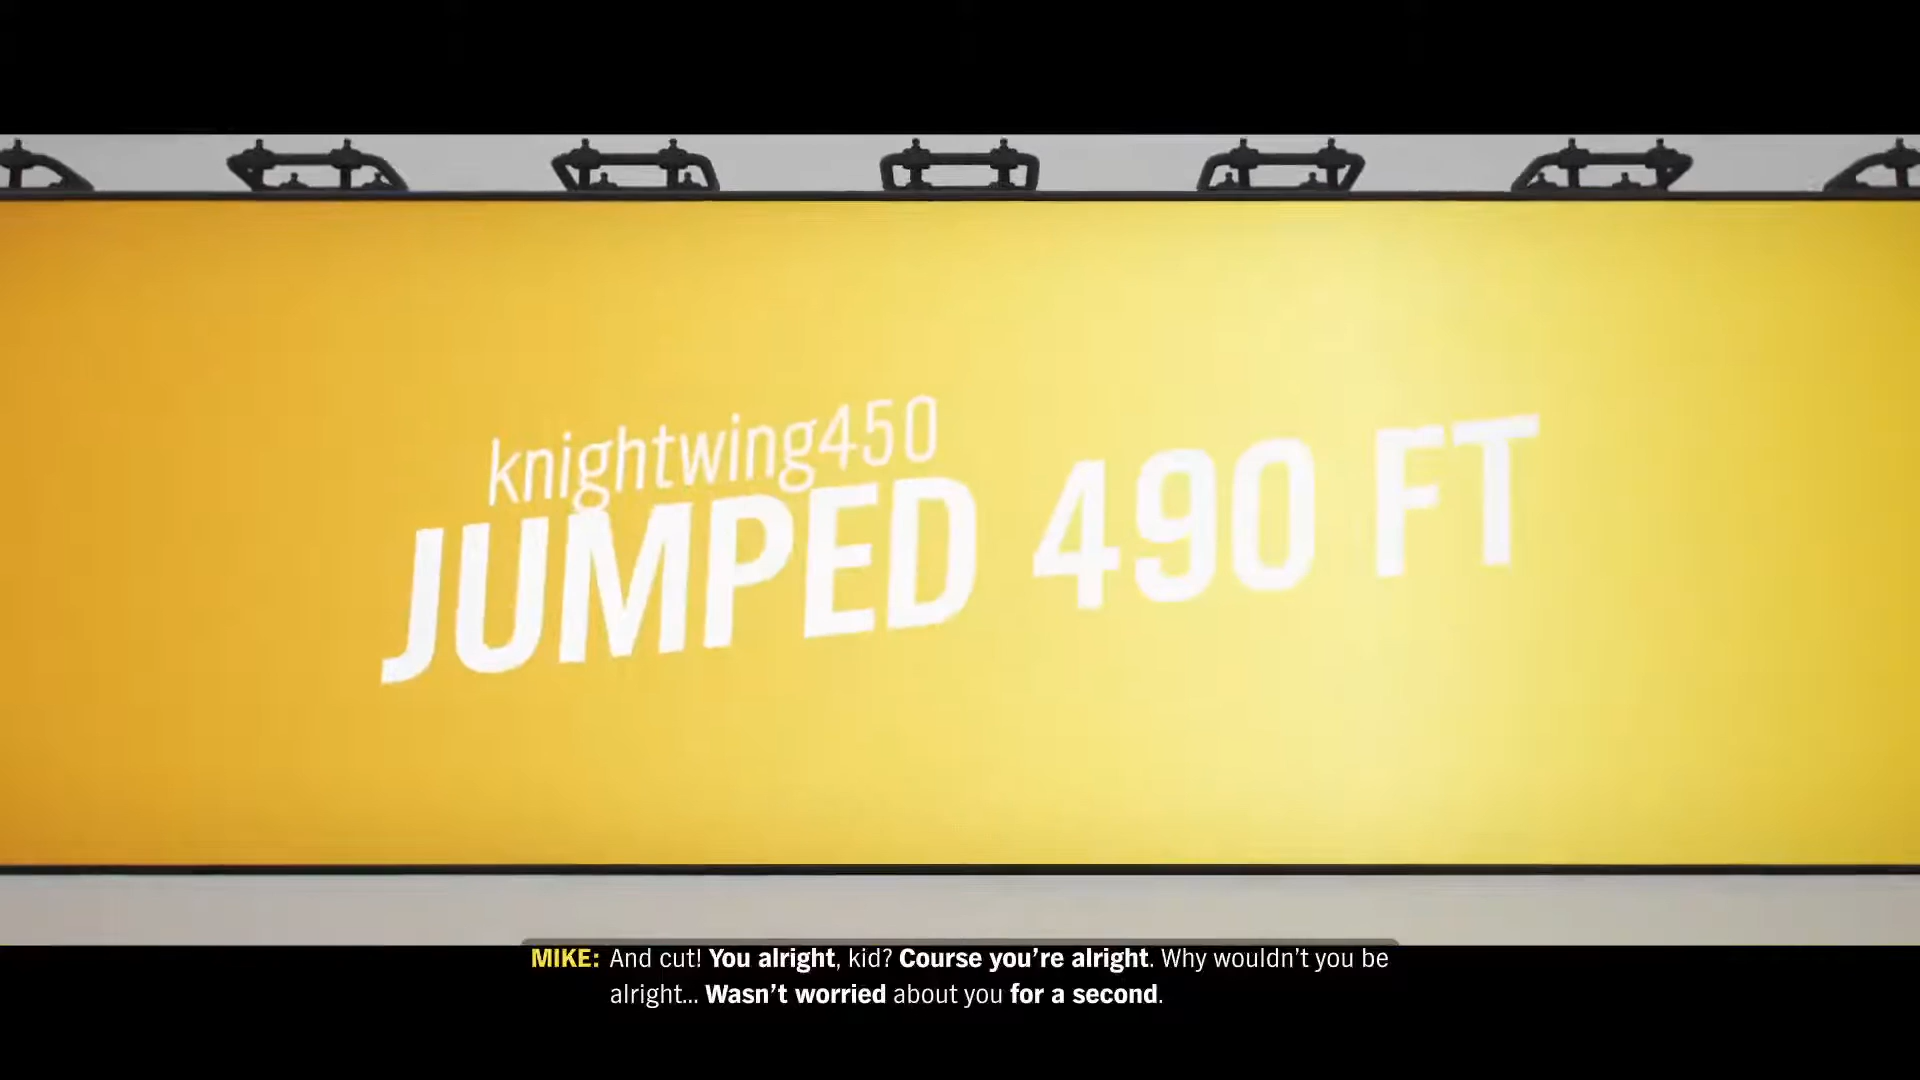 knightwing450
JUMPED 490 FT
MIKE: And cut! You alright, kid? Course you're alright. Why wouldn't you be
alright... Wasn't worried about you for a second.